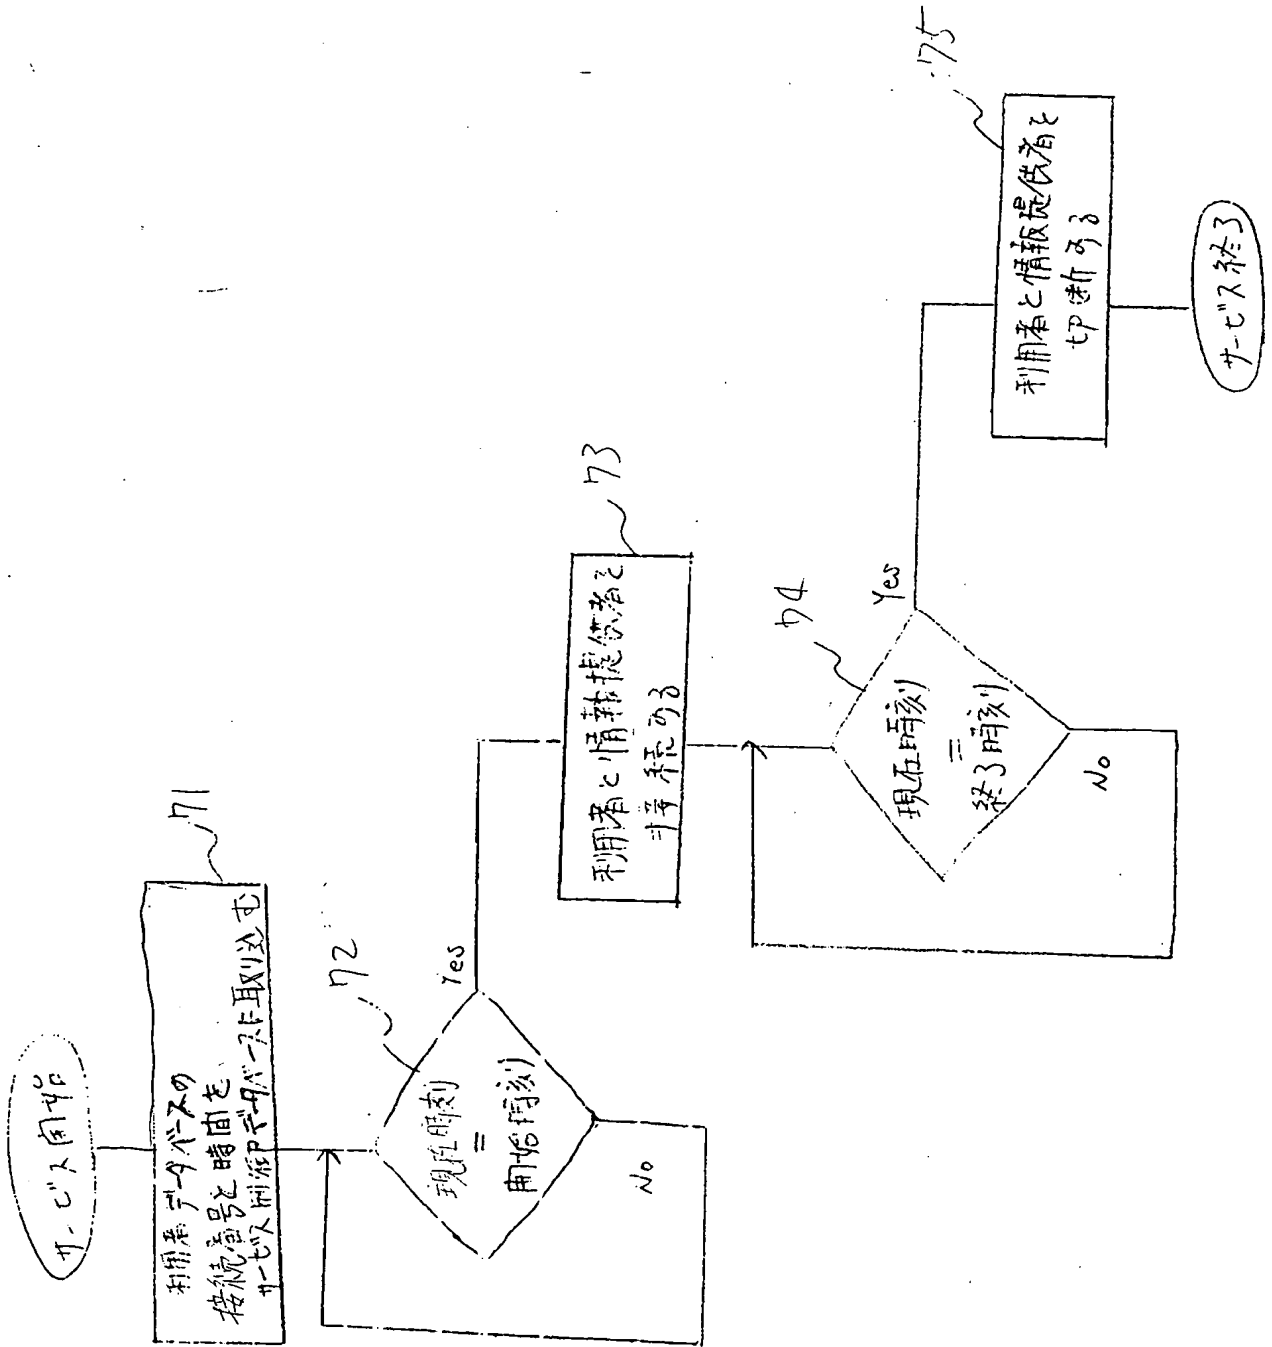 サービス開始
71
利用者データベースの
接続番号と時間を
サービス制御データベースに取り込む
72
現在時刻
=
開始時刻
Yes
No
73
利用者と情報提供者と
接続する
74
現在時刻
=
終了時刻
Yes
No
75
利用者と情報提供者と
切断する
サービス終了